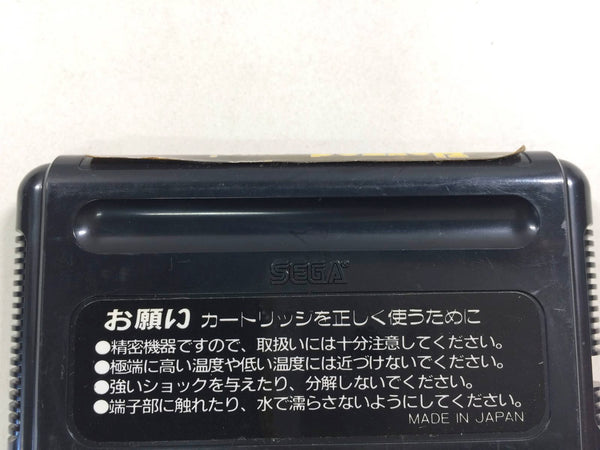 SEGA
お願い カートリッジを正しく使うために
●精密機器ですので、取扱いには十分注意してください。
●極端に高い温度や低い温度には近づけないでください。
●強いショックを与えたり、分解しないでください。
●端子部に触れたり、水で濡らさないようにしてください。
MADE IN JAPAN